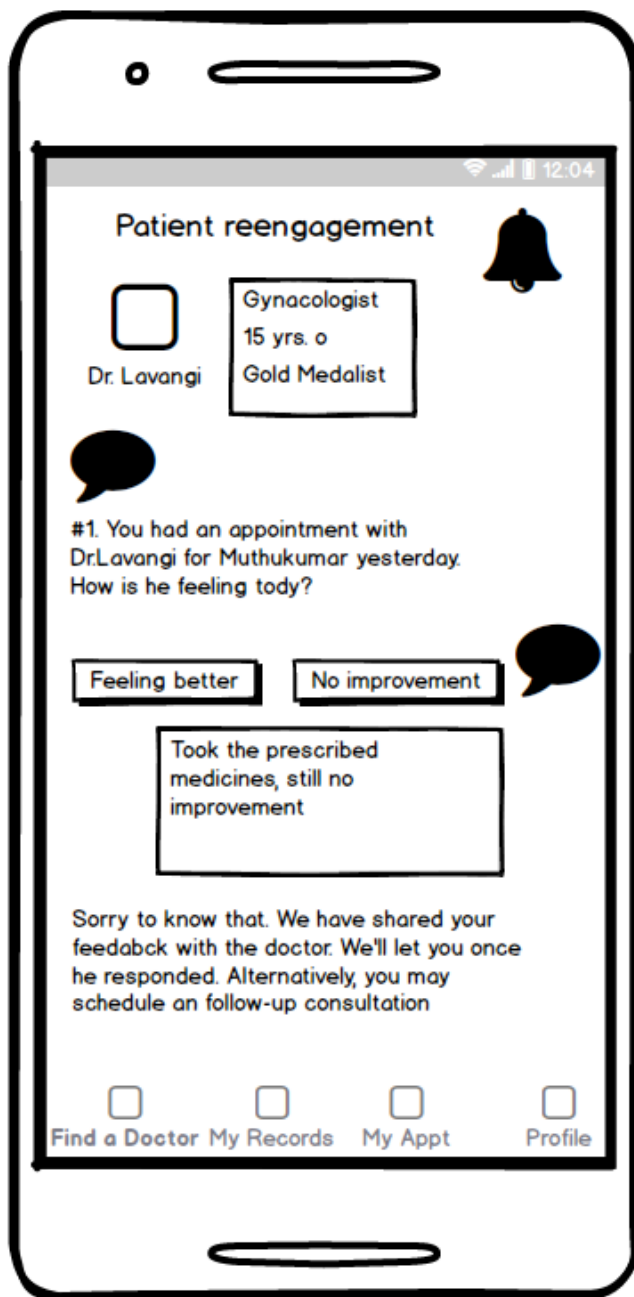 12:04
Patient reengagement
Gynacologist
15 yrs. o
Gold Medalist
Dr. Lavangi
#1. You had an appointment with
Dr.Lavangi for Muthukumar yesterday.
How is he feeling tody?
Feeling better
No improvement
Took the prescribed
medicines, still no
improvement
Sorry to know that. We have shared your
feedabck with the doctor. We'll let you once
he responded. Alternatively, you may
schedule an follow-up consultation
Find a Doctor My Records My Appt Profile